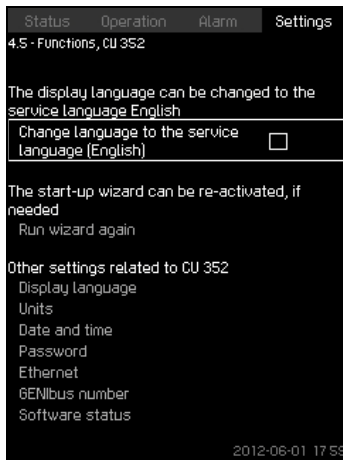 Status Operation Alarm Settings
4.5 - Functions, CU 352
The display language can be changed to the
service language English
Change language to the service
language (English)
The start-up wizard can be re-activated, if
needed
Run wizard again
Other settings related to CU 352
Display language
Units
Date and time
Password
Ethernet
GENIbus number
Software status
2012-06-01 17:59